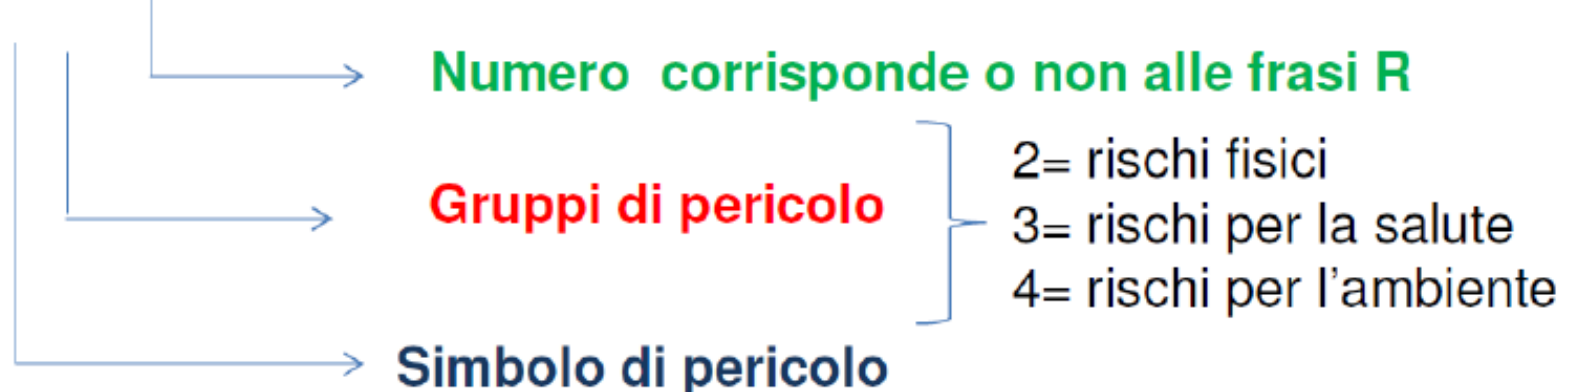 Numero corrisponde o non alle frasi R
Gruppi di pericolo
2= rischi fisici
3= rischi per la salute
4= rischi per l'ambiente
Simbolo di pericolo